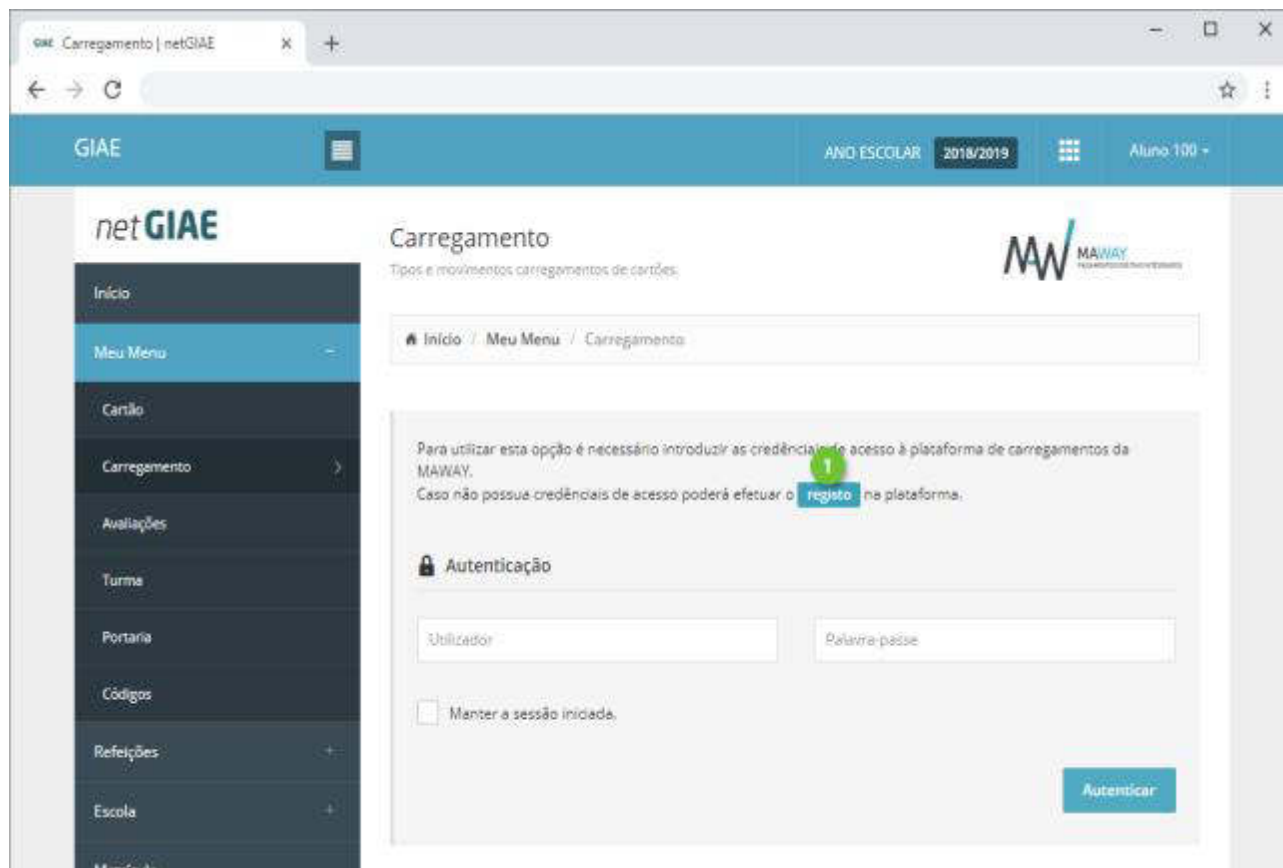 GIAE Carregamento | netGIAE
GIAE
ANO ESCOLAR 2018/2019 Aluno 100
netGIAE
Início
Meu Menu
Cartão
Carregamento
Avaliações
Turma
Portaria
Códigos
Refeições
Escola
Carregamento
Tipos e movimentos carregamentos de cartões.
MAWAY
Início / Meu Menu / Carregamento
Para utilizar esta opção é necessário introduzir as credênciais de acesso à plataforma de carregamentos da
MAWAY.
1
Caso não possua credênciais de acesso poderá efetuar o registo na plataforma.
Autenticação
Utilizador
Palavra-passe
Manter a sessão iniciada.
Autenticar